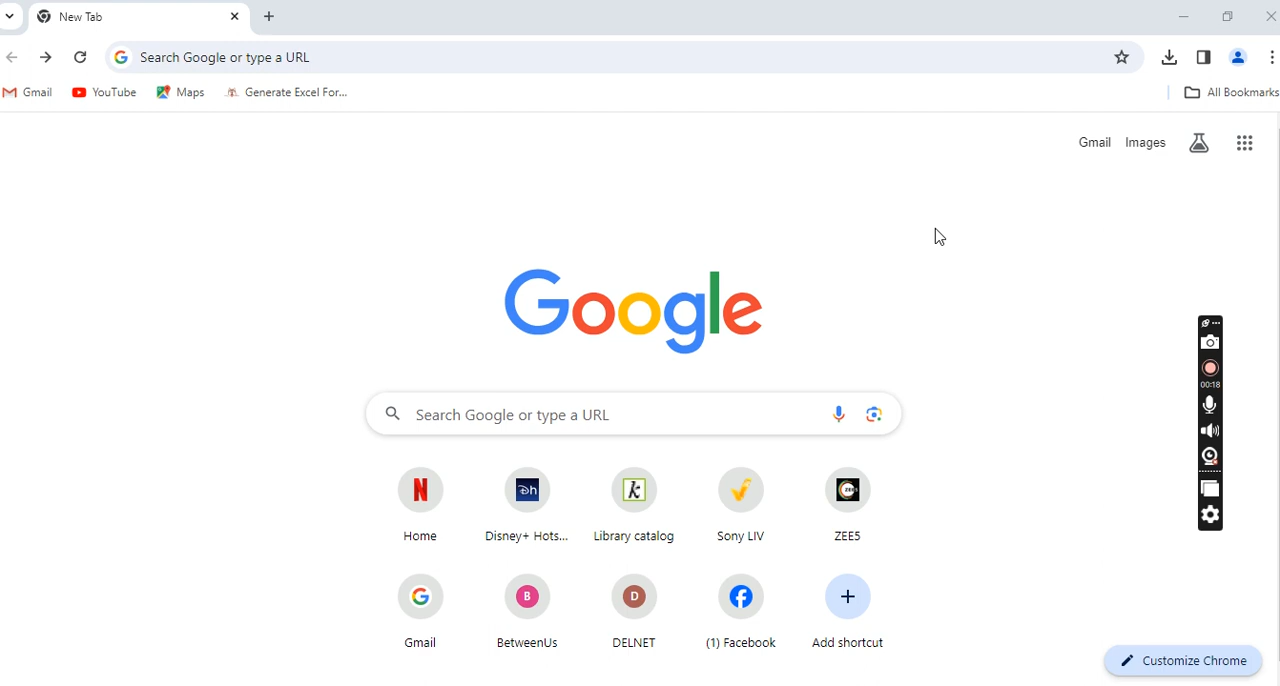 New Tab
Search Google or type a URL
Gmail YouTube Maps Generate Excel For... All Bookmarks
Gmail Images
Google
00:18
Search Google or type a URL
Home Disney+ Hots... Library catalog Sony LIV ZEE5
Gmail BetweenUs DELNET (1) Facebook Add shortcut
Customize Chrome